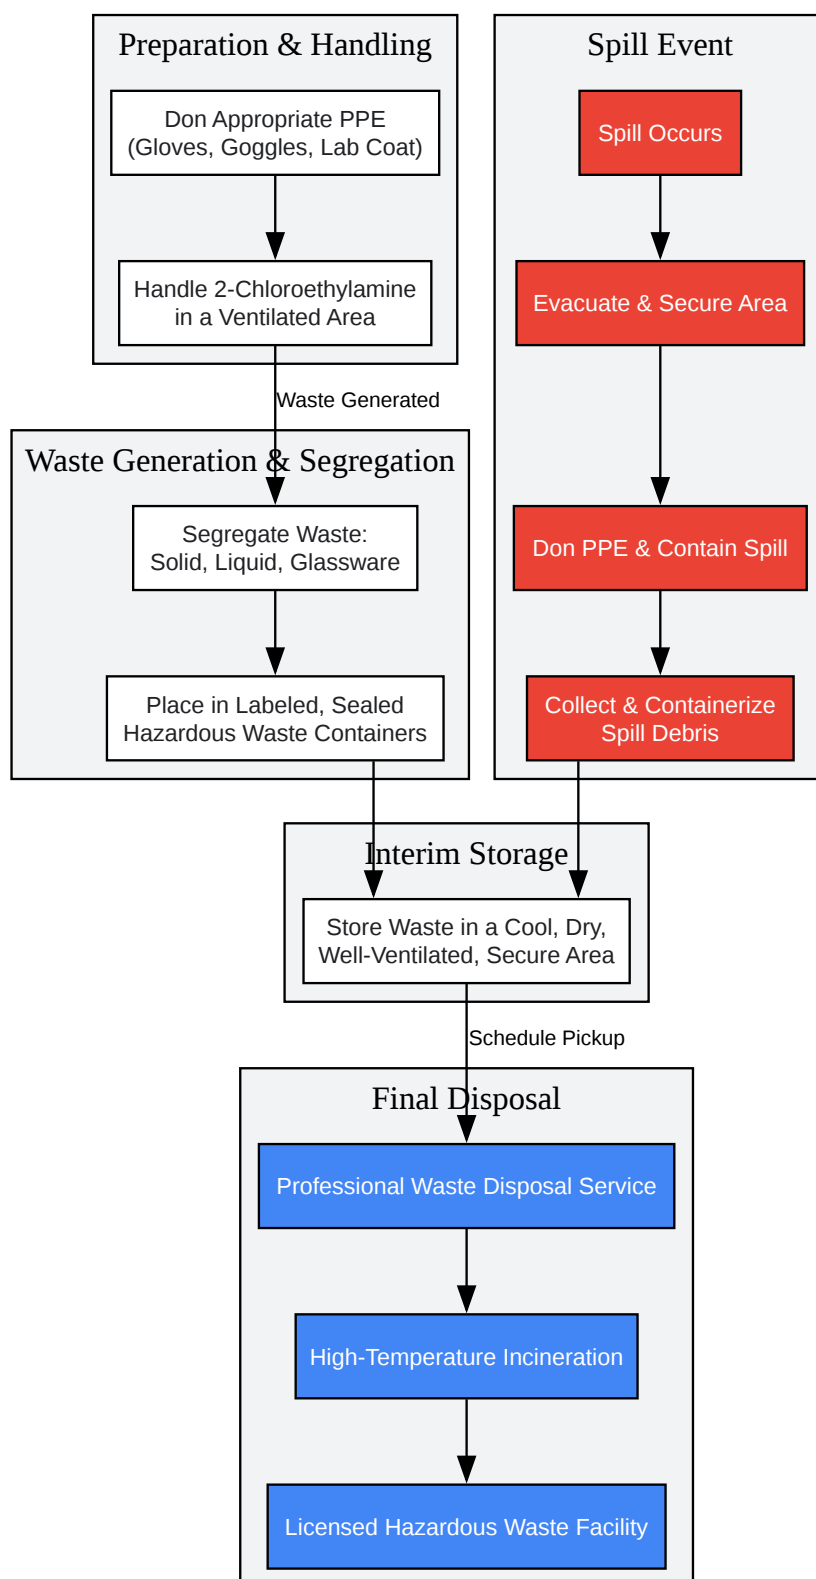 Preparation & Handling
Don Appropriate PPE
(Gloves, Goggles, Lab Coat)
Handle 2-Chloroethylamine
in a Ventilated Area
Waste Generated
Waste Generation & Segregation
Segregate Waste:
Solid, Liquid, Glassware
Place in Labeled, Sealed
Hazardous Waste Containers
Spill Event
Spill Occurs
Evacuate & Secure Area
Don PPE & Contain Spill
Collect & Containerize
Spill Debris
Interim Storage
Store Waste in a Cool, Dry,
Well-Ventilated, Secure Area
Schedule Pickup
Final Disposal
Professional Waste Disposal Service
High-Temperature Incineration
Licensed Hazardous Waste Facility